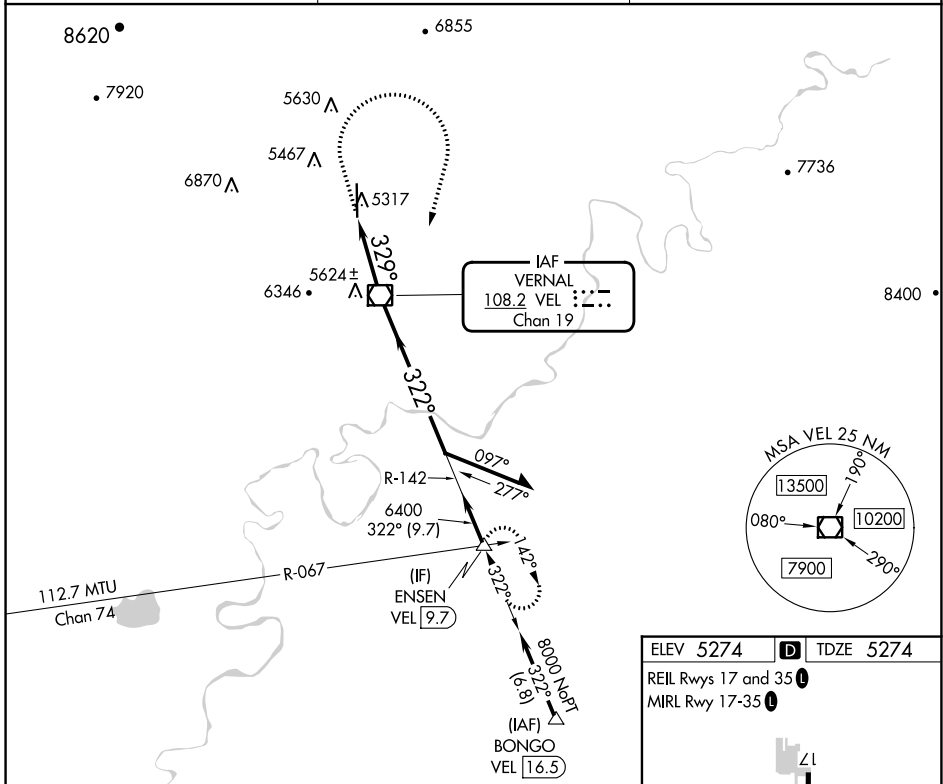 8620
6855
7920
5630
5467
6870
5317
7736
329°
5624±
6346
IAF
VERNAL
108.2 VEL
Chan 19
8400
322°
097°
277°
R-142
6400
322° (9.7)
MSA VEL 25 NM
190°
13500
080°
10200
290°
7900
142°
R-067
112.7 MTU
Chan 74
(IF)
ENSEN
VEL 9.7
322°
8000 NoPT
322°
(6.8)
(IAF)
BONGO
VEL 16.5
ELEV 5274 D TDZE 5274
REIL Rwys 17 and 35 L
MIRL Rwy 17-35 L
17